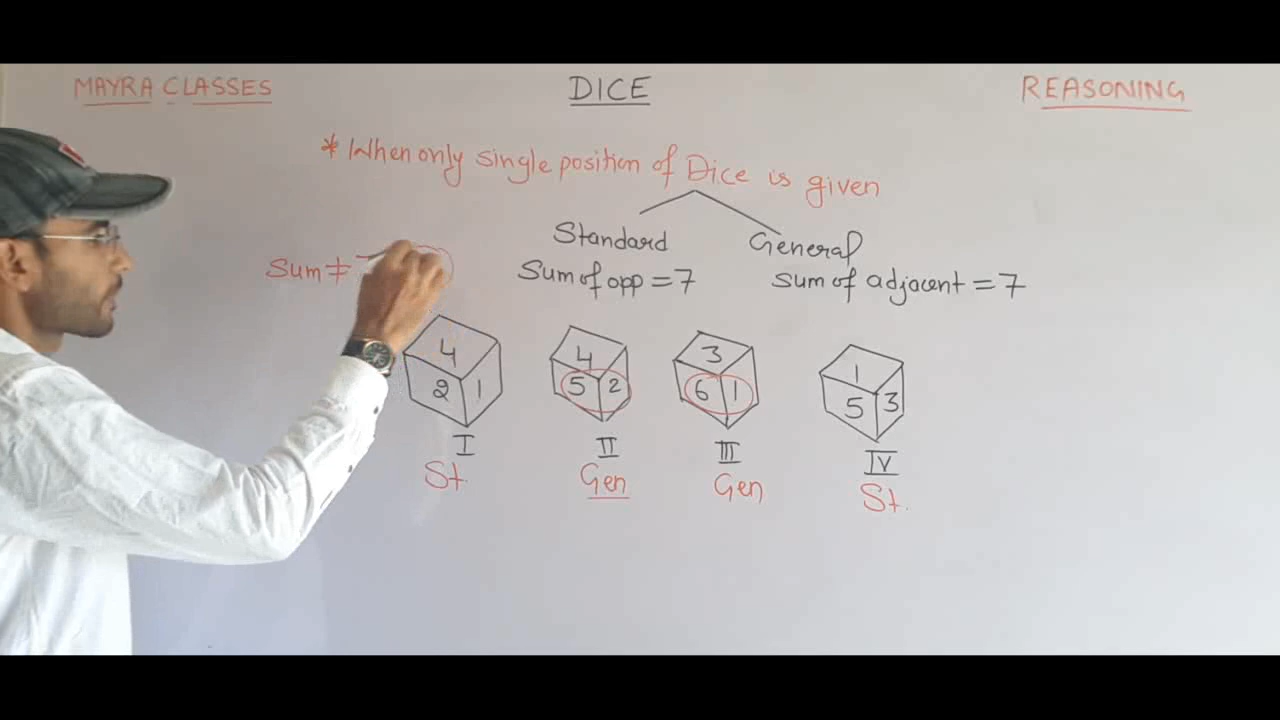 MAYRA CLASSES
DICE
REASONING
* When only single position of Dice is given
Standard
General
Sum of opp = 7
sum of adjacent = 7
Sum ≠ 7
4
2 1
4
5 2
3
6 1
1
5 3
I
II
III
IV
St.
Gen
Gen
St.